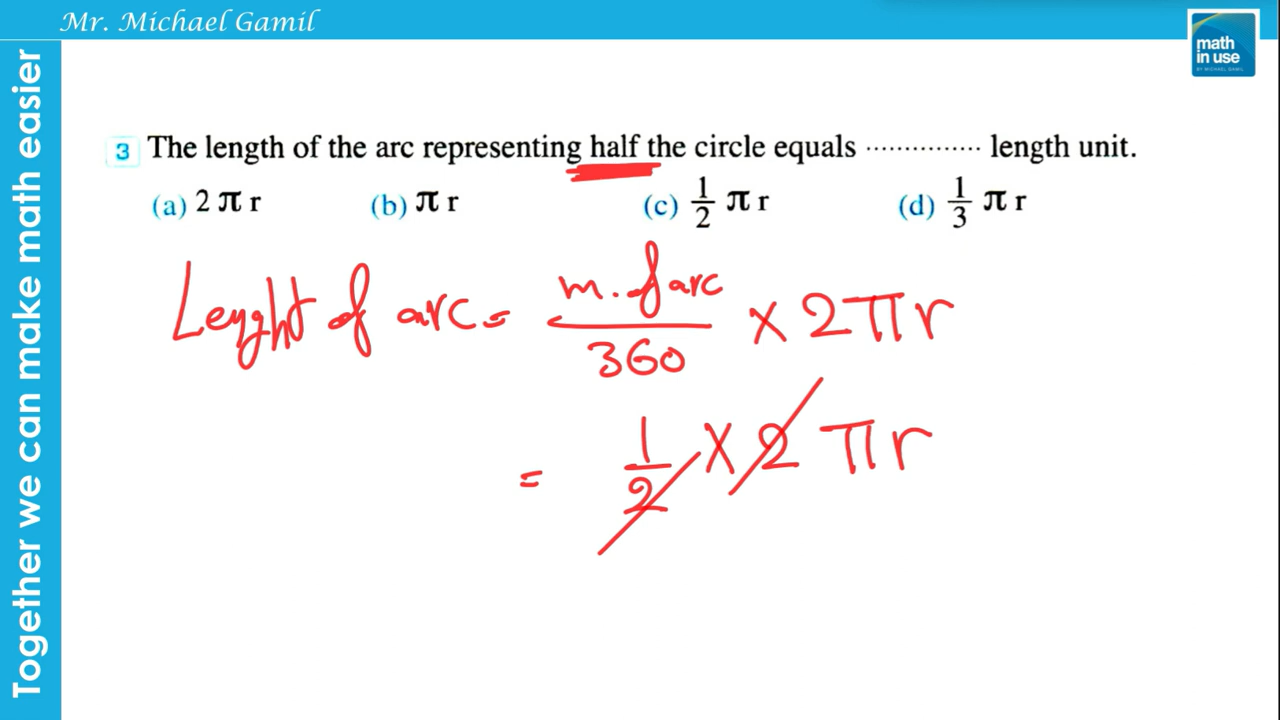 Mr. Michael Gamil
math
in use
BY MICHAEL GAMIL
Together we can make math easier
3 The length of the arc representing half the circle equals ............... length unit.
(a) 2 π r (b) π r (c) 1/2 π r (d) 1/3 π r
Lenght of arc = m. of arc / 360 × 2 π r
= 1/2 × 2 π r